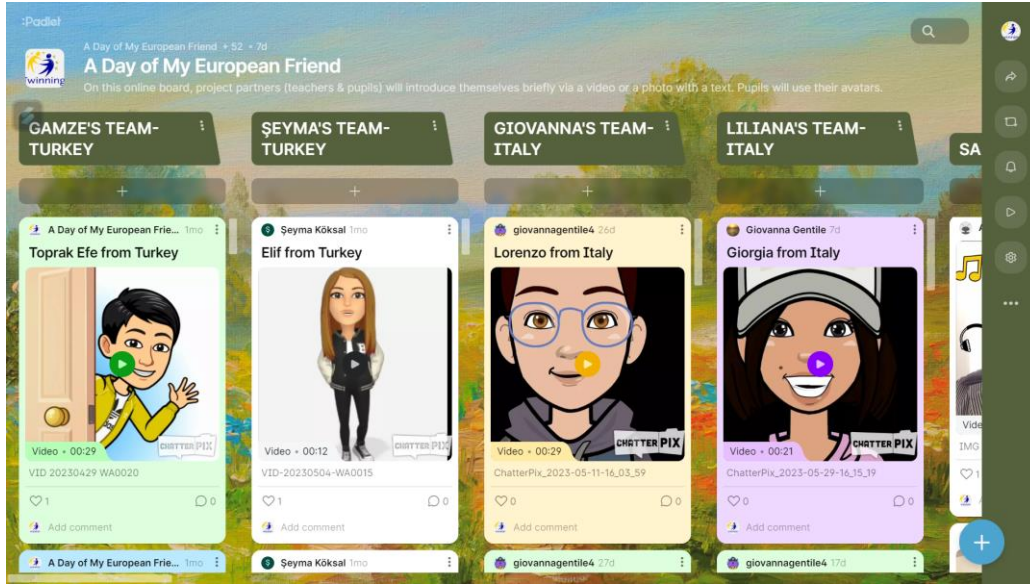 :Padlet
A Day of My European Friend + 52 • 7d
A Day of My European Friend
winning
On this online board, project partners (teachers & pupils) will introduce themselves briefly via a video or a photo with a text. Pupils will use their avatars.
GAMZE'S TEAM-
TURKEY
ŞEYMA'S TEAM-
TURKEY
GIOVANNA'S TEAM-
ITALY
LILIANA'S TEAM-
ITALY
SA
A Day of My European Frie... 1mo
Toprak Efe from Turkey
CHATTER PIX
Video • 00:29
VID 20230429 WA0020
1
0
Add comment
S Şeyma Köksal 1mo
Elif from Turkey
CHATTER PIX
Video • 00:12
VID-20230504-WA0015
1
0
Add comment
giovannagentile4 26d
Lorenzo from Italy
CHATTER PIX
Video • 00:29
ChatterPix_2023-05-11-16_03_59
0
0
Add comment
Giovanna Gentile 7d
Giorgia from Italy
CHATTER PIX
Video • 00:21
ChatterPix_2023-05-29-16_15_19
0
0
Add comment
Vide
IMG
1
A Day of My European Frie... 1mo
S Şeyma Köksal 1mo
giovannagentile4 27d
giovannagentile4 17d